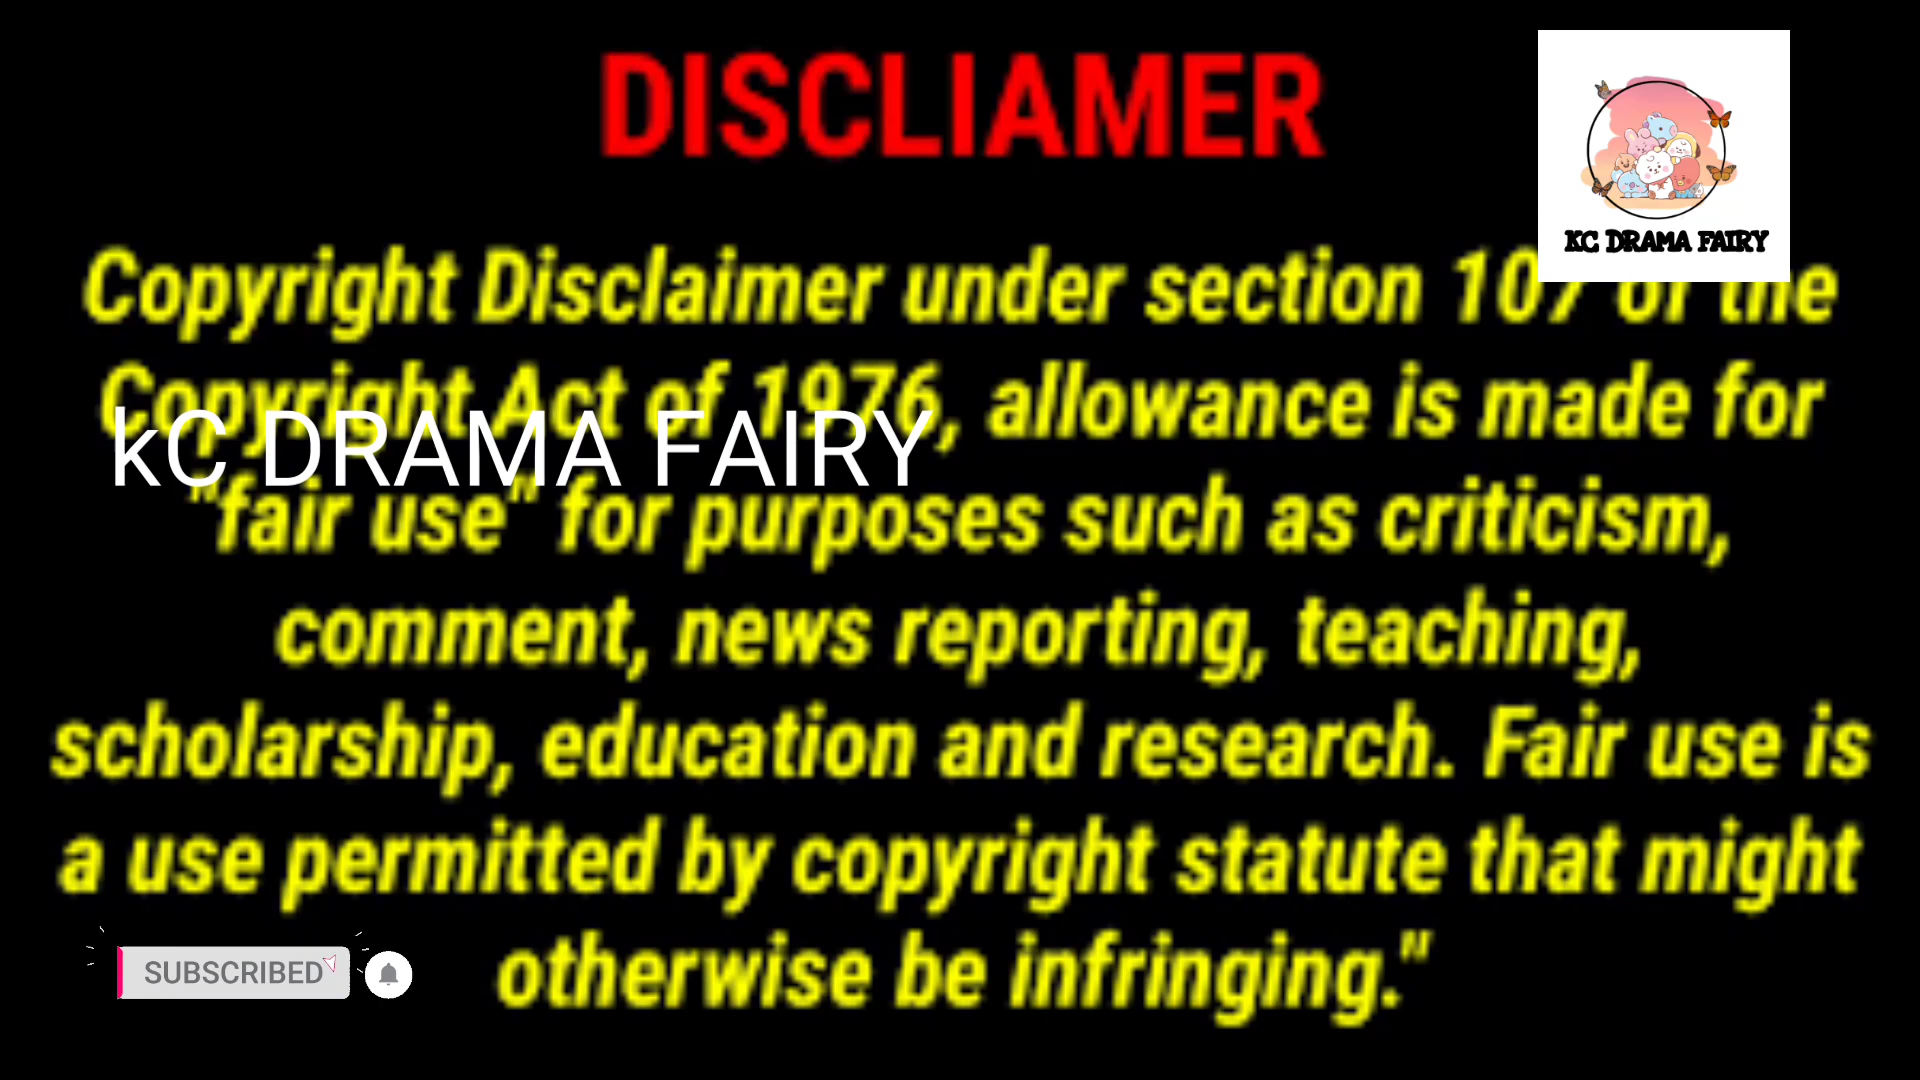 DISCLIAMER
KC DRAMA FAIRY
Copyright Disclaimer under section 107 of the
Copyright Act of 1976, allowance is made for
kC DRAMA FAIRY
"fair use" for purposes such as criticism,
comment, news reporting, teaching,
scholarship, education and research. Fair use is
a use permitted by copyright statute that might
otherwise be infringing."
SUBSCRIBED